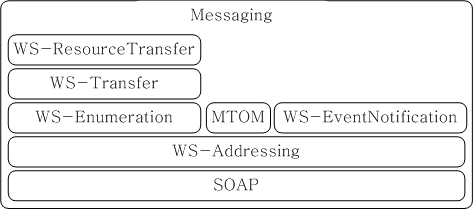 Messaging
WS-ResourceTransfer
WS-Transfer
WS-Enumeration MTOM WS-EventNotification
WS-Addressing
SOAP